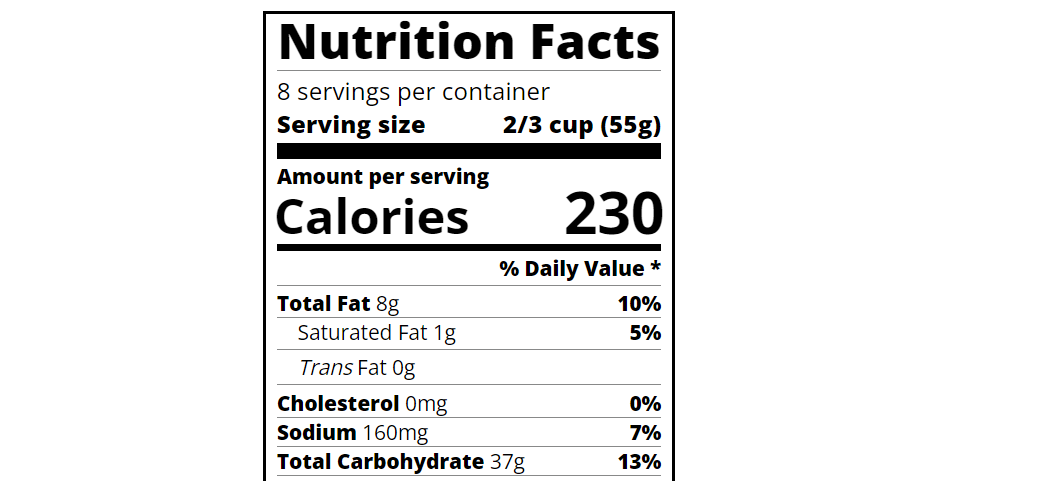 Nutrition Facts
8 servings per container
Serving size 2/3 cup (55g)
Amount per serving
Calories 230
% Daily Value *
Total Fat 8g 10%
Saturated Fat 1g 5%
Trans Fat 0g
Cholesterol 0mg 0%
Sodium 160mg 7%
Total Carbohydrate 37g 13%